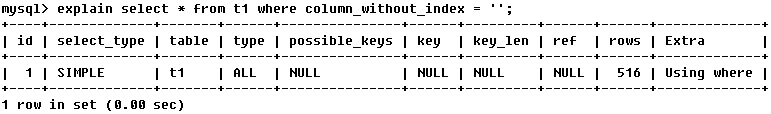 mysql> explain select * from t1 where column_without_index = '';
+----+-------------+-------+------+---------------+------+---------+------+------+-------------+
| id | select_type | table | type | possible_keys | key | key_len | ref | rows | Extra |
+----+-------------+-------+------+---------------+------+---------+------+------+-------------+
| 1 | SIMPLE | t1 | ALL | NULL | NULL | NULL | NULL | 516 | Using where |
+----+-------------+-------+------+---------------+------+---------+------+------+-------------+
1 row in set (0.00 sec)